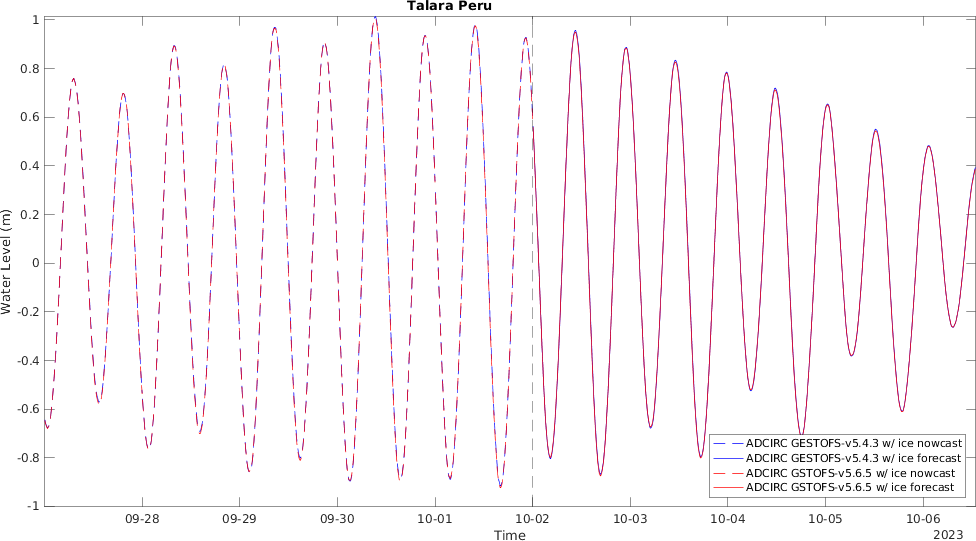 Talara Peru
1
0.8
0.6
0.4
0.2
0
-0.2
-0.4
-0.6
-0.8
-1
Water Level (m)
ADCIRC GESTOFS-v5.4.3 w/ ice nowcast
ADCIRC GESTOFS-v5.4.3 w/ ice forecast
ADCIRC GSTOFS-v5.6.5 w/ ice nowcast
ADCIRC GSTOFS-v5.6.5 w/ ice forecast
09-28 09-29 09-30 10-01 10-02 10-03 10-04 10-05 10-06
Time
2023